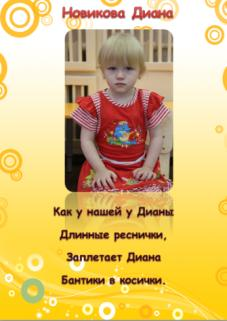 Новикова Диана
Как у нашей у Дианы
Длинные реснички,
Заплетает Диана
Бантики в косички.